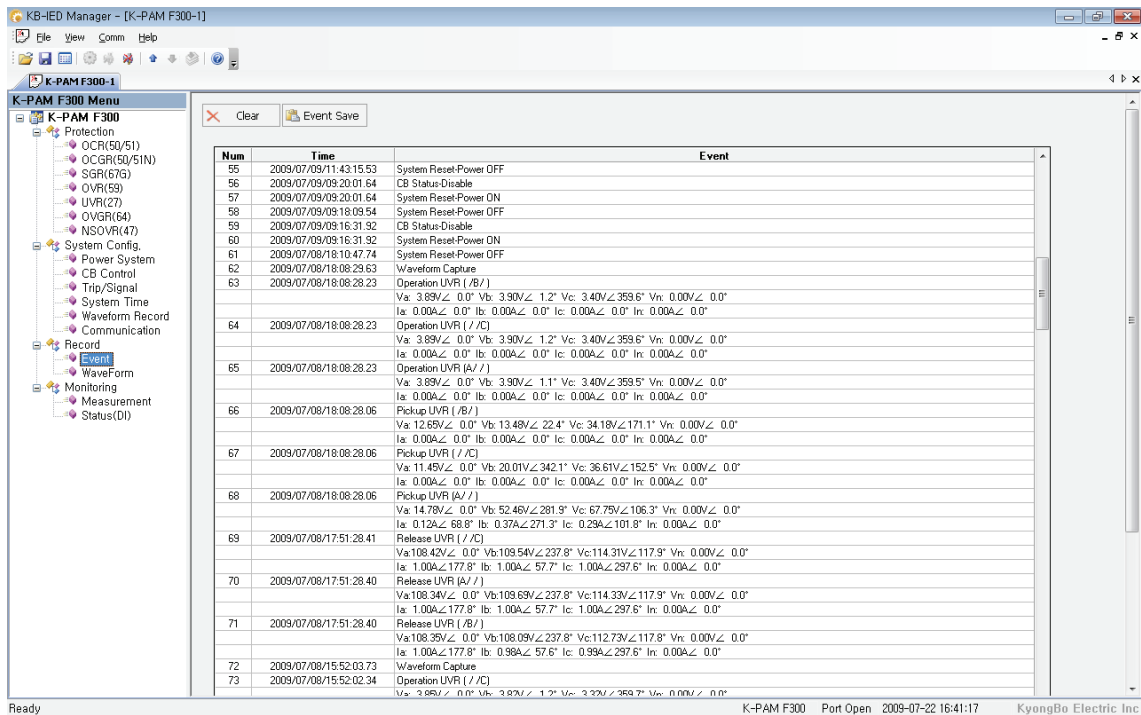 KB-IED Manager - [K-PAM F300-1]
File View Comm Help
K-PAM F300-1
K-PAM F300 Menu
K-PAM F300
Protection
OCR(50/51)
OCGR(50/51N)
SGR(67G)
OVR(59)
UVR(27)
OVGR(64)
NSOVR(47)
System Config.
Power System
CB Control
Trip/Signal
System Time
Waveform Record
Communication
Record
Event
WaveForm
Monitoring
Measurement
Status(DI)
Clear Event Save
Num Time Event
55 2009/07/09/11:43:15.53 System Reset-Power OFF
56 2009/07/09/09:20:01.64 CB Status-Disable
57 2009/07/09/09:20:01.64 System Reset-Power ON
58 2009/07/09/09:18:09.54 System Reset-Power OFF
59 2009/07/09/09:16:31.92 CB Status-Disable
60 2009/07/09/09:16:31.92 System Reset-Power ON
61 2009/07/08/18:10:47.74 System Reset-Power OFF
62 2009/07/08/18:08:29.63 Waveform Capture
63 2009/07/08/18:08:28.23 Operation UVR ( /B/ )
Va: 3.89V∠ 0.0° Vb: 3.90V∠ 1.2° Vc: 3.40V∠359.6° Vn: 0.00V∠ 0.0°
Ia: 0.00A∠ 0.0° Ib: 0.00A∠ 0.0° Ic: 0.00A∠ 0.0° In: 0.00A∠ 0.0°
64 2009/07/08/18:08:28.23 Operation UVR ( / /C)
Va: 3.89V∠ 0.0° Vb: 3.90V∠ 1.2° Vc: 3.40V∠359.6° Vn: 0.00V∠ 0.0°
Ia: 0.00A∠ 0.0° Ib: 0.00A∠ 0.0° Ic: 0.00A∠ 0.0° In: 0.00A∠ 0.0°
65 2009/07/08/18:08:28.23 Operation UVR (A/ / )
Va: 3.89V∠ 0.0° Vb: 3.90V∠ 1.1° Vc: 3.40V∠359.5° Vn: 0.00V∠ 0.0°
Ia: 0.00A∠ 0.0° Ib: 0.00A∠ 0.0° Ic: 0.00A∠ 0.0° In: 0.00A∠ 0.0°
66 2009/07/08/18:08:28.06 Pickup UVR ( /B/ )
Va: 12.65V∠ 0.0° Vb: 13.48V∠ 22.4° Vc: 34.18V∠171.1° Vn: 0.00V∠ 0.0°
Ia: 0.00A∠ 0.0° Ib: 0.00A∠ 0.0° Ic: 0.00A∠ 0.0° In: 0.00A∠ 0.0°
67 2009/07/08/18:08:28.06 Pickup UVR ( / /C)
Va: 11.45V∠ 0.0° Vb: 20.01V∠342.1° Vc: 36.61V∠152.5° Vn: 0.00V∠ 0.0°
Ia: 0.00A∠ 0.0° Ib: 0.00A∠ 0.0° Ic: 0.00A∠ 0.0° In: 0.00A∠ 0.0°
68 2009/07/08/18:08:28.06 Pickup UVR (A/ / )
Va: 14.78V∠ 0.0° Vb: 52.46V∠281.9° Vc: 67.75V∠106.3° Vn: 0.00V∠ 0.0°
Ia: 0.12A∠ 68.8° Ib: 0.37A∠271.3° Ic: 0.29A∠101.8° In: 0.00A∠ 0.0°
69 2009/07/08/17:51:28.41 Release UVR ( / /C)
Va:108.42V∠ 0.0° Vb:109.54V∠237.8° Vc:114.31V∠117.9° Vn: 0.00V∠ 0.0°
Ia: 1.00A∠177.8° Ib: 1.00A∠ 57.7° Ic: 1.00A∠297.6° In: 0.00A∠ 0.0°
70 2009/07/08/17:51:28.40 Release UVR (A/ / )
Va:108.34V∠ 0.0° Vb:109.69V∠237.8° Vc:114.33V∠117.9° Vn: 0.00V∠ 0.0°
Ia: 1.00A∠177.8° Ib: 1.00A∠ 57.7° Ic: 1.00A∠297.6° In: 0.00A∠ 0.0°
71 2009/07/08/17:51:28.40 Release UVR ( /B/ )
Va:108.35V∠ 0.0° Vb:108.09V∠237.8° Vc:112.73V∠117.8° Vn: 0.00V∠ 0.0°
Ia: 1.00A∠177.8° Ib: 0.98A∠ 57.6° Ic: 0.99A∠297.6° In: 0.00A∠ 0.0°
72 2009/07/08/15:52:03.73 Waveform Capture
73 2009/07/08/15:52:02.34 Operation UVR ( / /C)
Va: 3.85V∠ 0.0° Vb: 3.82V∠ 1.2° Vc: 3.32V∠359.7° Vn: 0.00V∠ 0.0°
Ready K-PAM F300 Port Open 2009-07-22 16:41:17 KyongBo Electric Inc